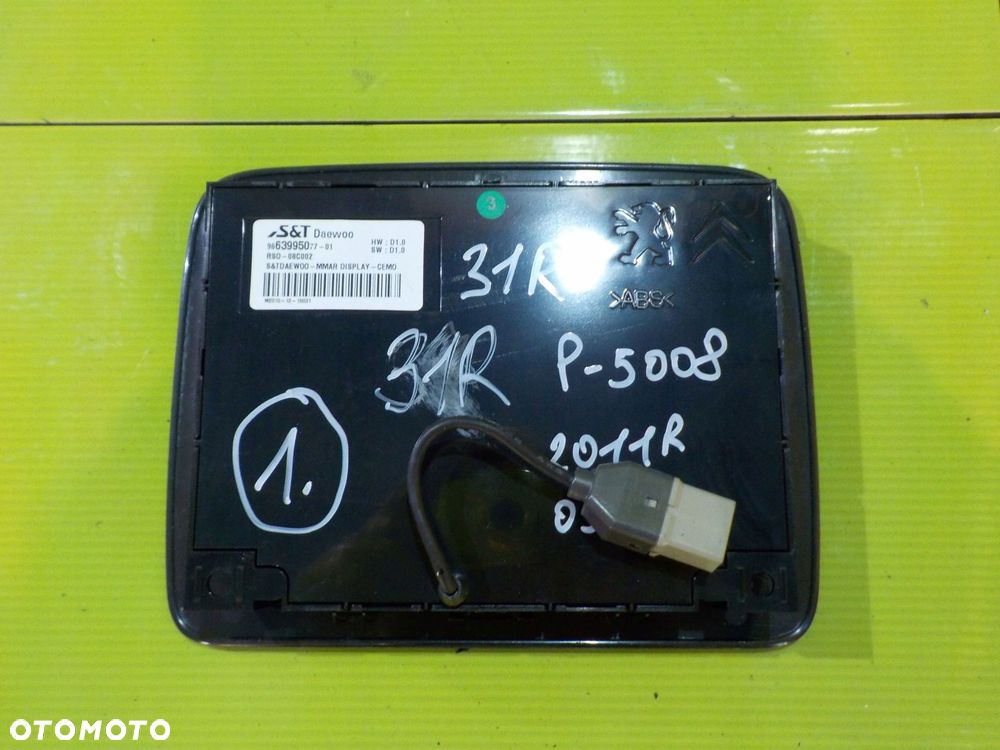 3
S&T Daewoo
9663995077-01
HW : D1.0
SW : D1.0
RSD-08C002
S&TDAEWOO-MMAR DISPLAY-CEMO
31R
>ABS<
31R
P-5008
1.
2011R
OTOMOTO